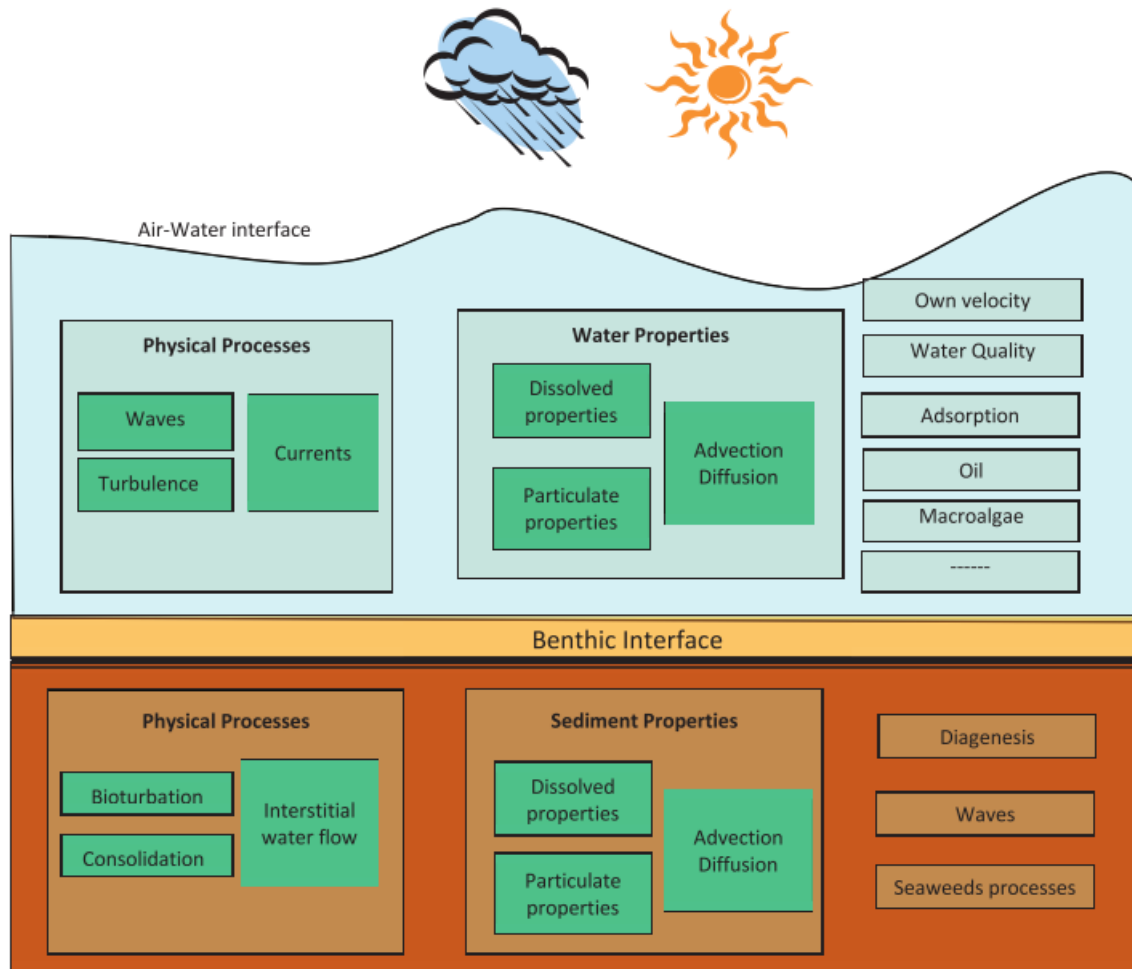 Air-Water interface
Physical Processes
Waves
Turbulence
Currents
Water Properties
Dissolved
properties
Particulate
properties
Advection
Diffusion
Own velocity
Water Quality
Adsorption
Oil
Macroalgae
------
Benthic Interface
Physical Processes
Bioturbation
Consolidation
Interstitial
water flow
Sediment Properties
Dissolved
properties
Particulate
properties
Advection
Diffusion
Diagenesis
Waves
Seaweeds processes